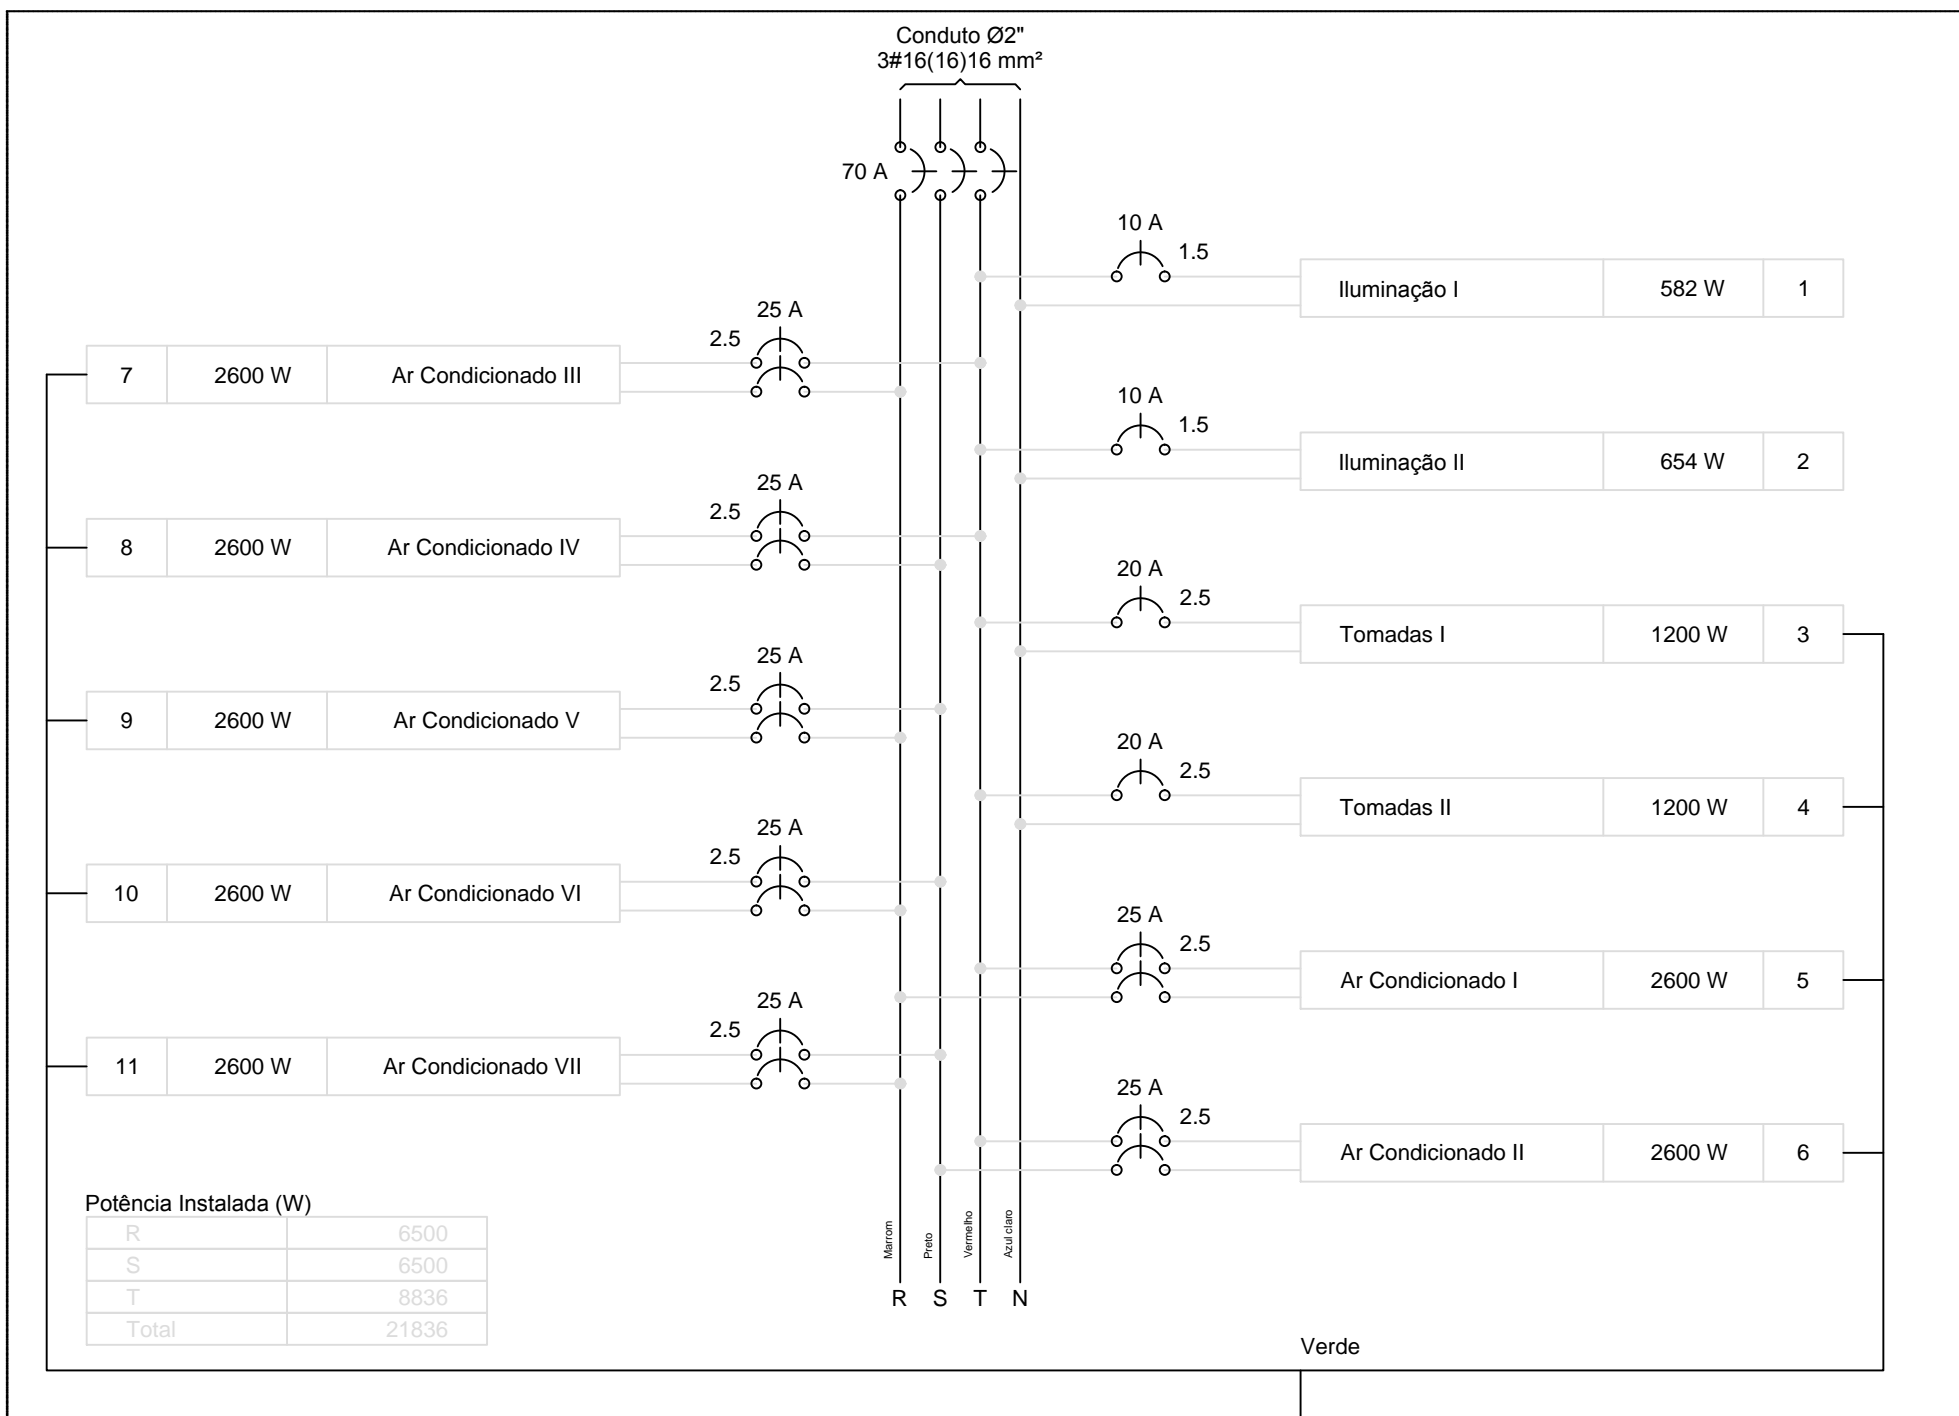 Conduto Ø2"
3#16(16)16 mm²
70 A
10 A
1.5
Iluminação I 582 W 1
25 A
2.5
7 2600 W Ar Condicionado III
10 A
1.5
Iluminação II 654 W 2
25 A
2.5
8 2600 W Ar Condicionado IV
20 A
2.5
Tomadas I 1200 W 3
25 A
2.5
9 2600 W Ar Condicionado V
20 A
2.5
Tomadas II 1200 W 4
25 A
2.5
10 2600 W Ar Condicionado VI
25 A
2.5
Ar Condicionado I 2600 W 5
25 A
2.5
11 2600 W Ar Condicionado VII
25 A
2.5
Ar Condicionado II 2600 W 6
Potência Instalada (W)
R 6500
S 6500
T 8836
Total 21836
Marrom
Preto
Vermelho
Azul claro
R S T N
Verde